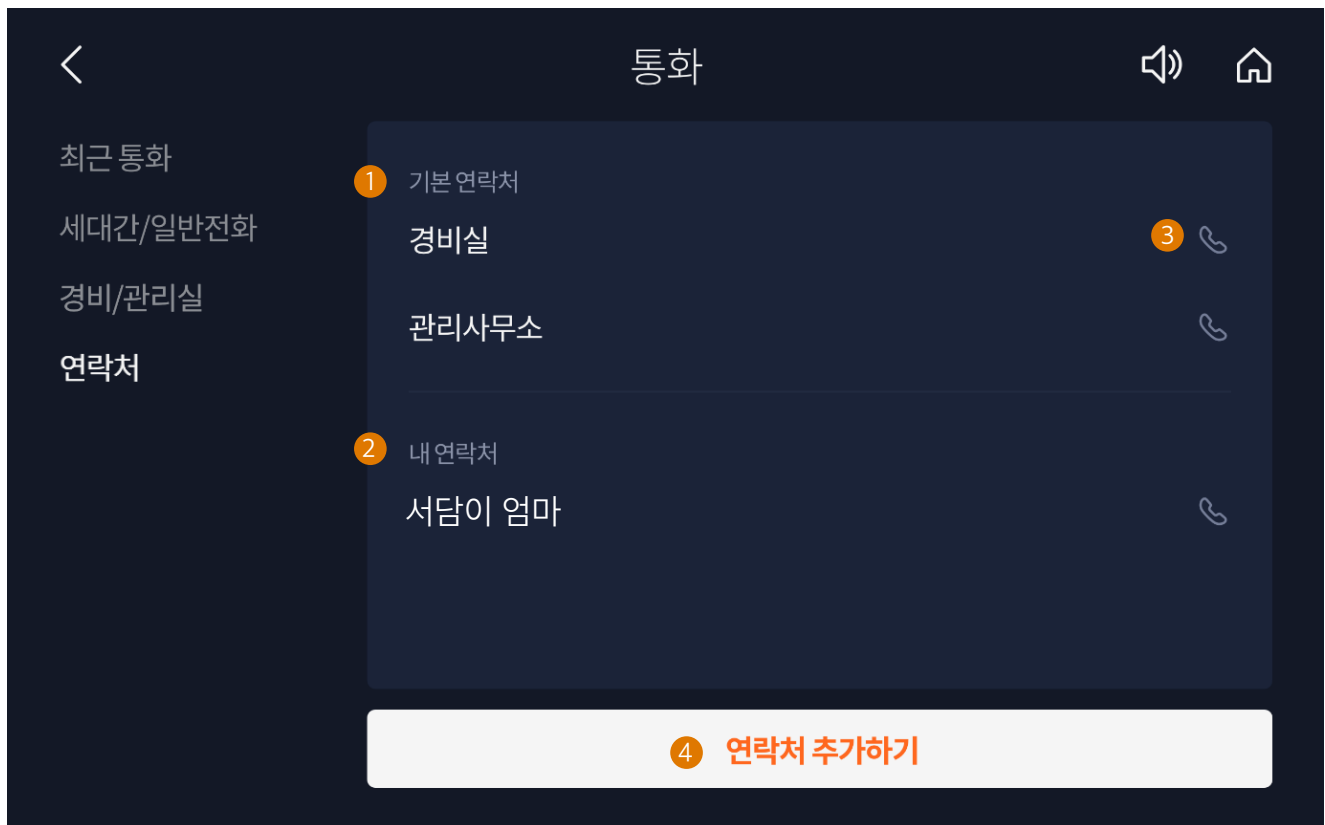 통화
최근 통화
세대간/일반전화
경비/관리실
연락처
1 기본 연락처
경비실 3
관리사무소
2 내 연락처
서담이 엄마
4 연락처 추가하기